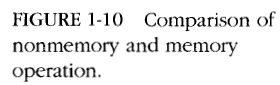 FIGURE 1-10 Comparison of
nonmemory and memory
operation.